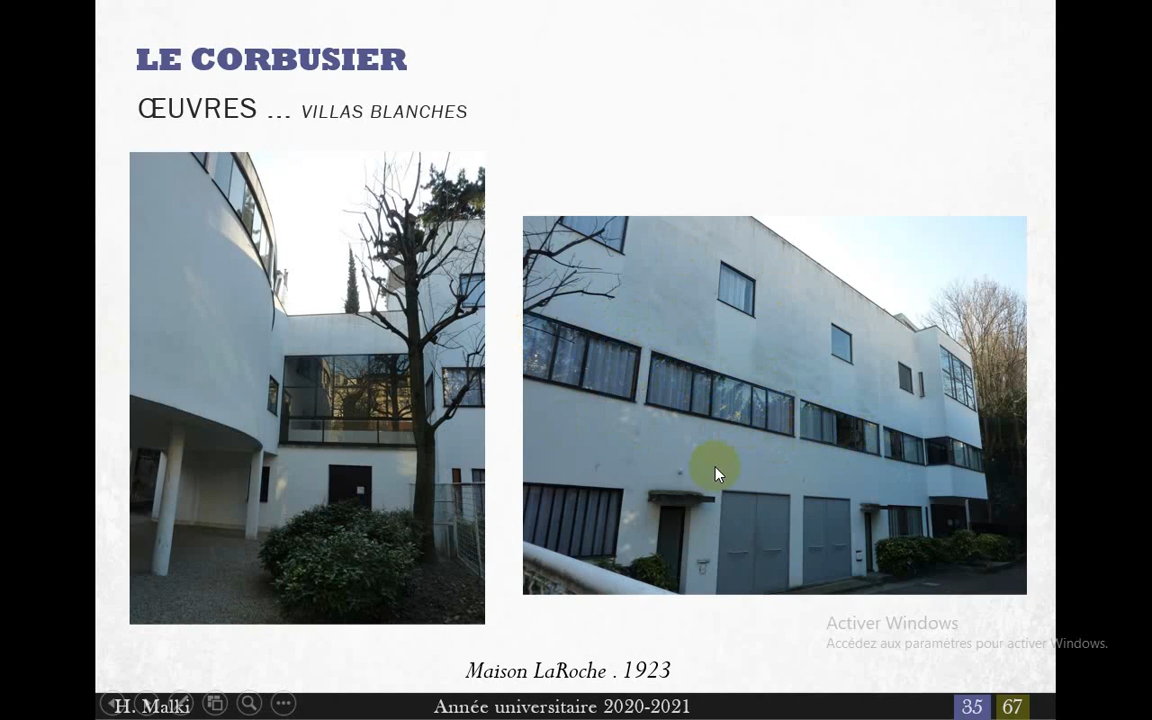 LE CORBUSIER
ŒUVRES ... VILLAS BLANCHES
Activer Windows
Accédez aux paramètres pour activer Windows.
Maison LaRoche . 1923
H. Malki
Année universitaire 2020-2021
35
67